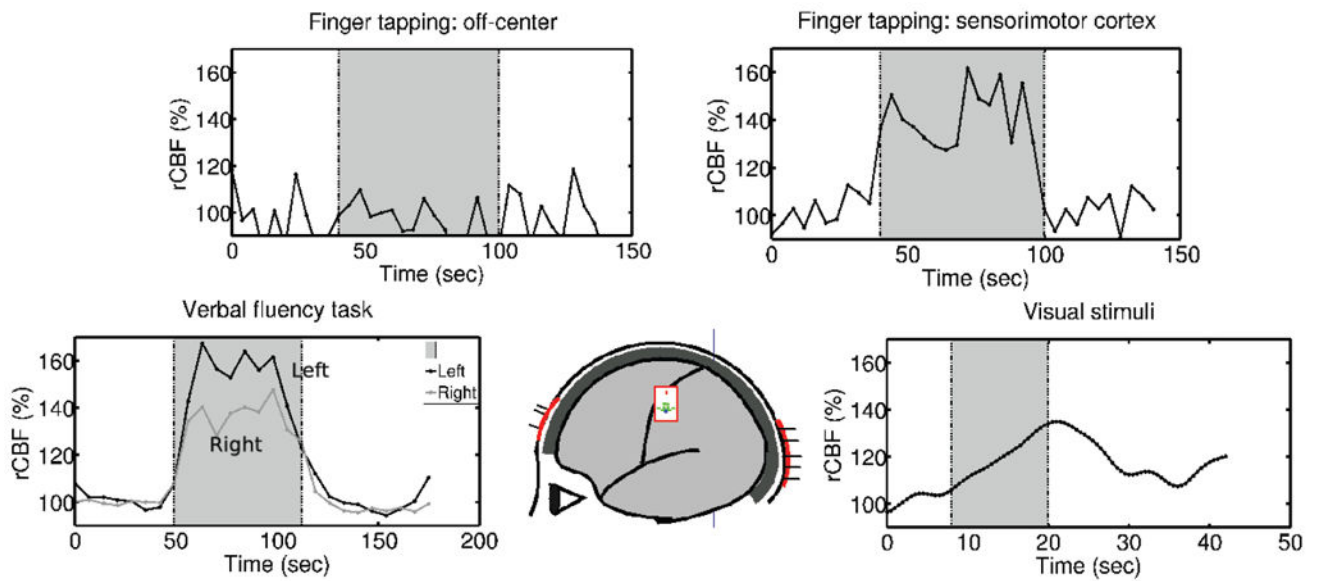 Finger tapping: off-center
160
140
120
100
rCBF (%)
0 50 100 150
Time (sec)
Finger tapping: sensorimotor cortex
160
140
120
100
rCBF (%)
0 50 100 150
Time (sec)
Verbal fluency task
160
140
120
100
rCBF (%)
Left
Right
Left
Right
0 50 100 150 200
Time (sec)
Visual stimuli
160
140
120
100
rCBF (%)
0 10 20 30 40 50
Time (sec)